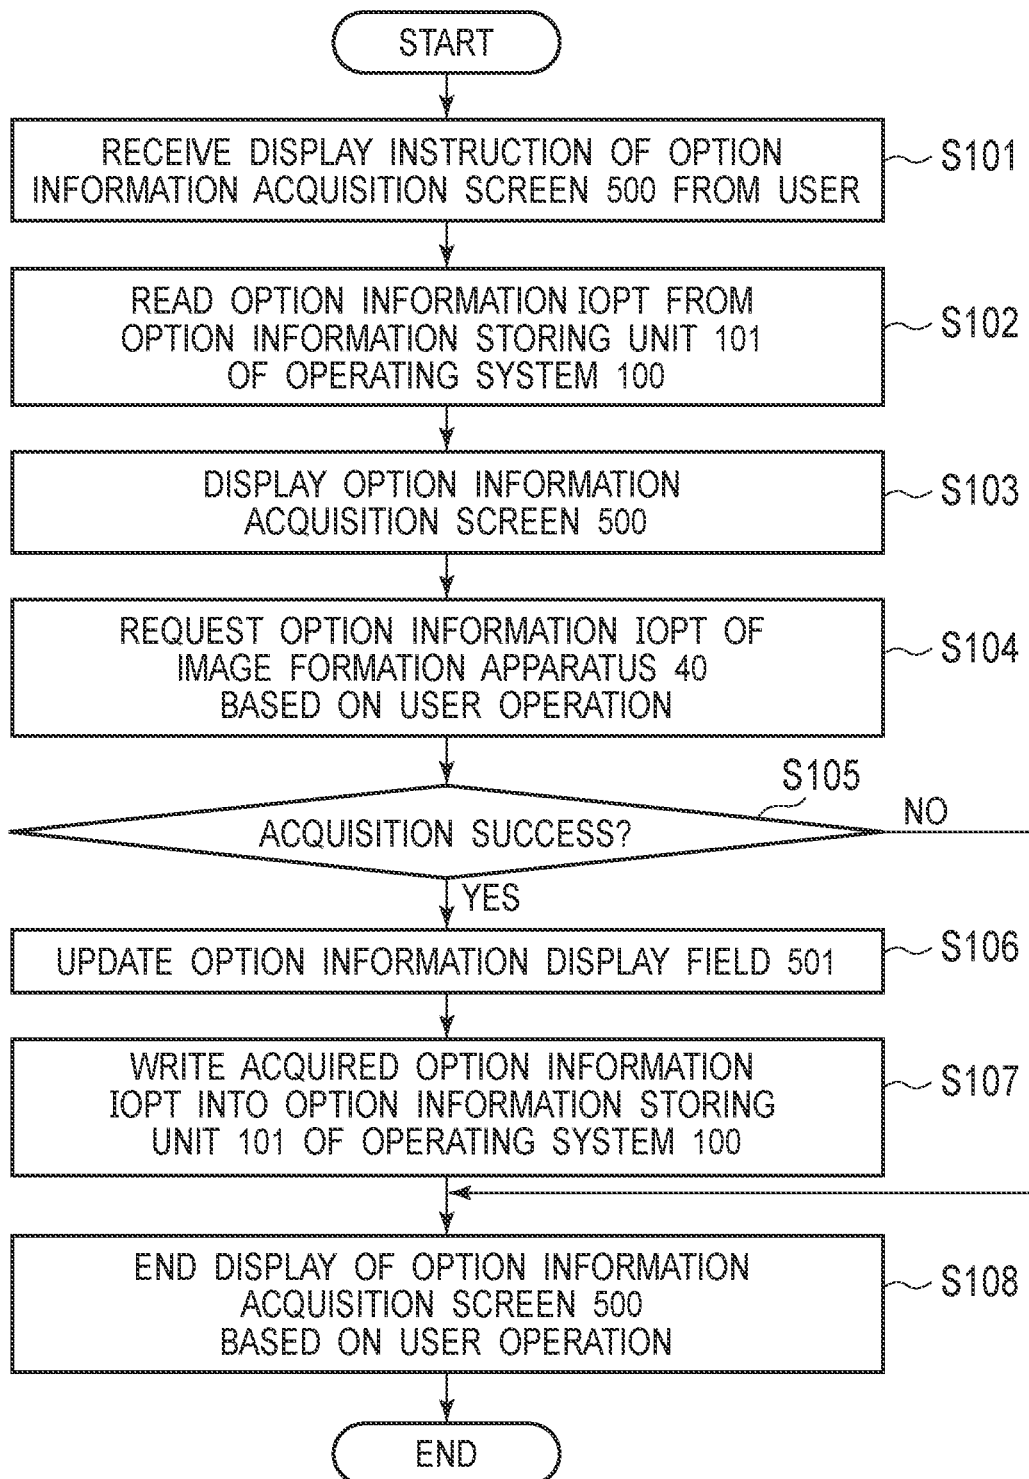 START
RECEIVE DISPLAY INSTRUCTION OF OPTION
INFORMATION ACQUISITION SCREEN 500 FROM USER
S101
READ OPTION INFORMATION IOPT FROM
OPTION INFORMATION STORING UNIT 101
OF OPERATING SYSTEM 100
S102
DISPLAY OPTION INFORMATION
ACQUISITION SCREEN 500
S103
REQUEST OPTION INFORMATION IOPT OF
IMAGE FORMATION APPARATUS 40
BASED ON USER OPERATION
S104
S105
ACQUISITION SUCCESS?
NO
YES
UPDATE OPTION INFORMATION DISPLAY FIELD 501
S106
WRITE ACQUIRED OPTION INFORMATION
IOPT INTO OPTION INFORMATION STORING
UNIT 101 OF OPERATING SYSTEM 100
S107
END DISPLAY OF OPTION INFORMATION
ACQUISITION SCREEN 500
BASED ON USER OPERATION
S108
END